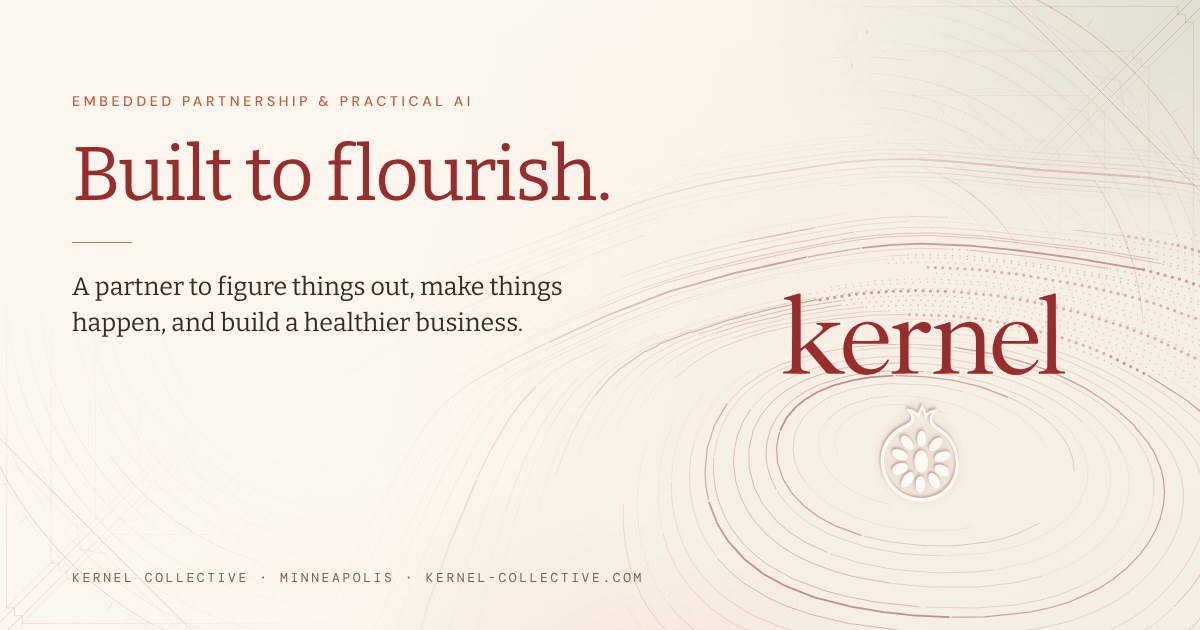 EMBEDDED PARTNERSHIP & PRACTICAL AI
Built to flourish.
A partner to figure things out, make things
happen, and build a healthier business.
kernel
KERNEL COLLECTIVE · MINNEAPOLIS · KERNEL-COLLECTIVE.COM